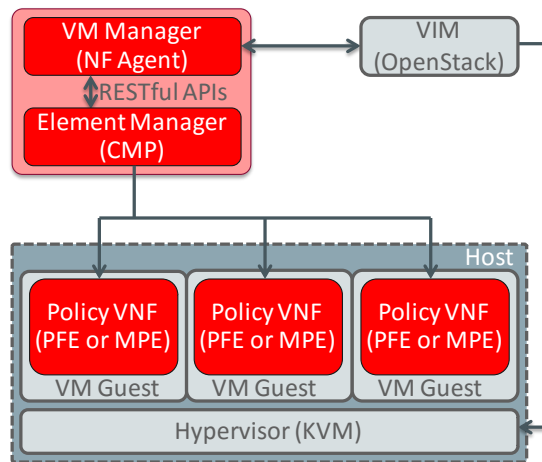 VM Manager
(NF Agent)
VIM
(OpenStack)
RESTful APIs
Element Manager
(CMP)
Host
Policy VNF
(PFE or MPE)
VM Guest
Policy VNF
(PFE or MPE)
VM Guest
Policy VNF
(PFE or MPE)
VM Guest
Hypervisor (KVM)